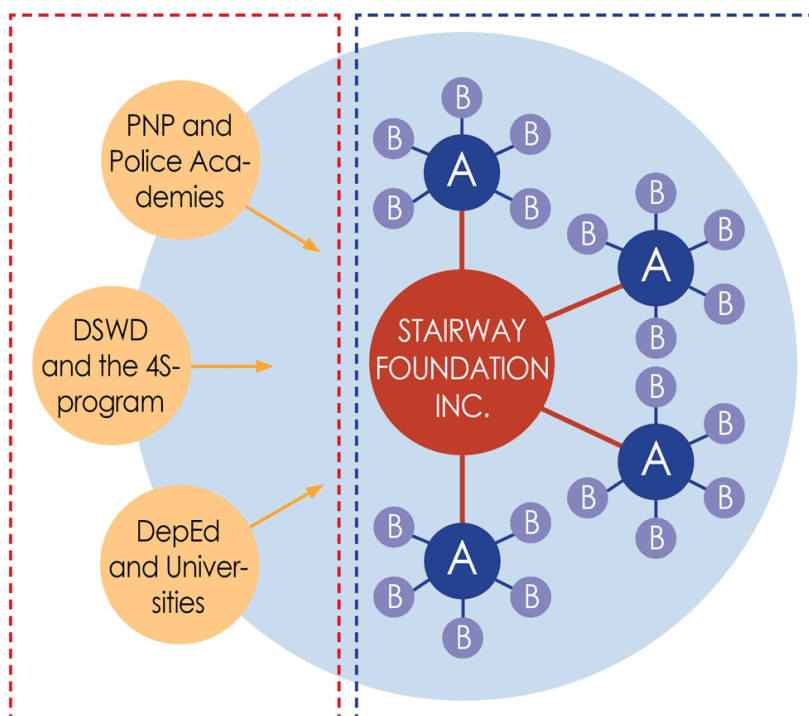 PNP and
Police Aca-
demies
DSWD
and the 4S-
program
DepEd
and Univer-
sities
STAIRWAY
FOUNDATION
INC.
B
B
B
A
B
B
B
B
B
A
B
B
B
B
A
B
B
B
B
B
A
B
B
B